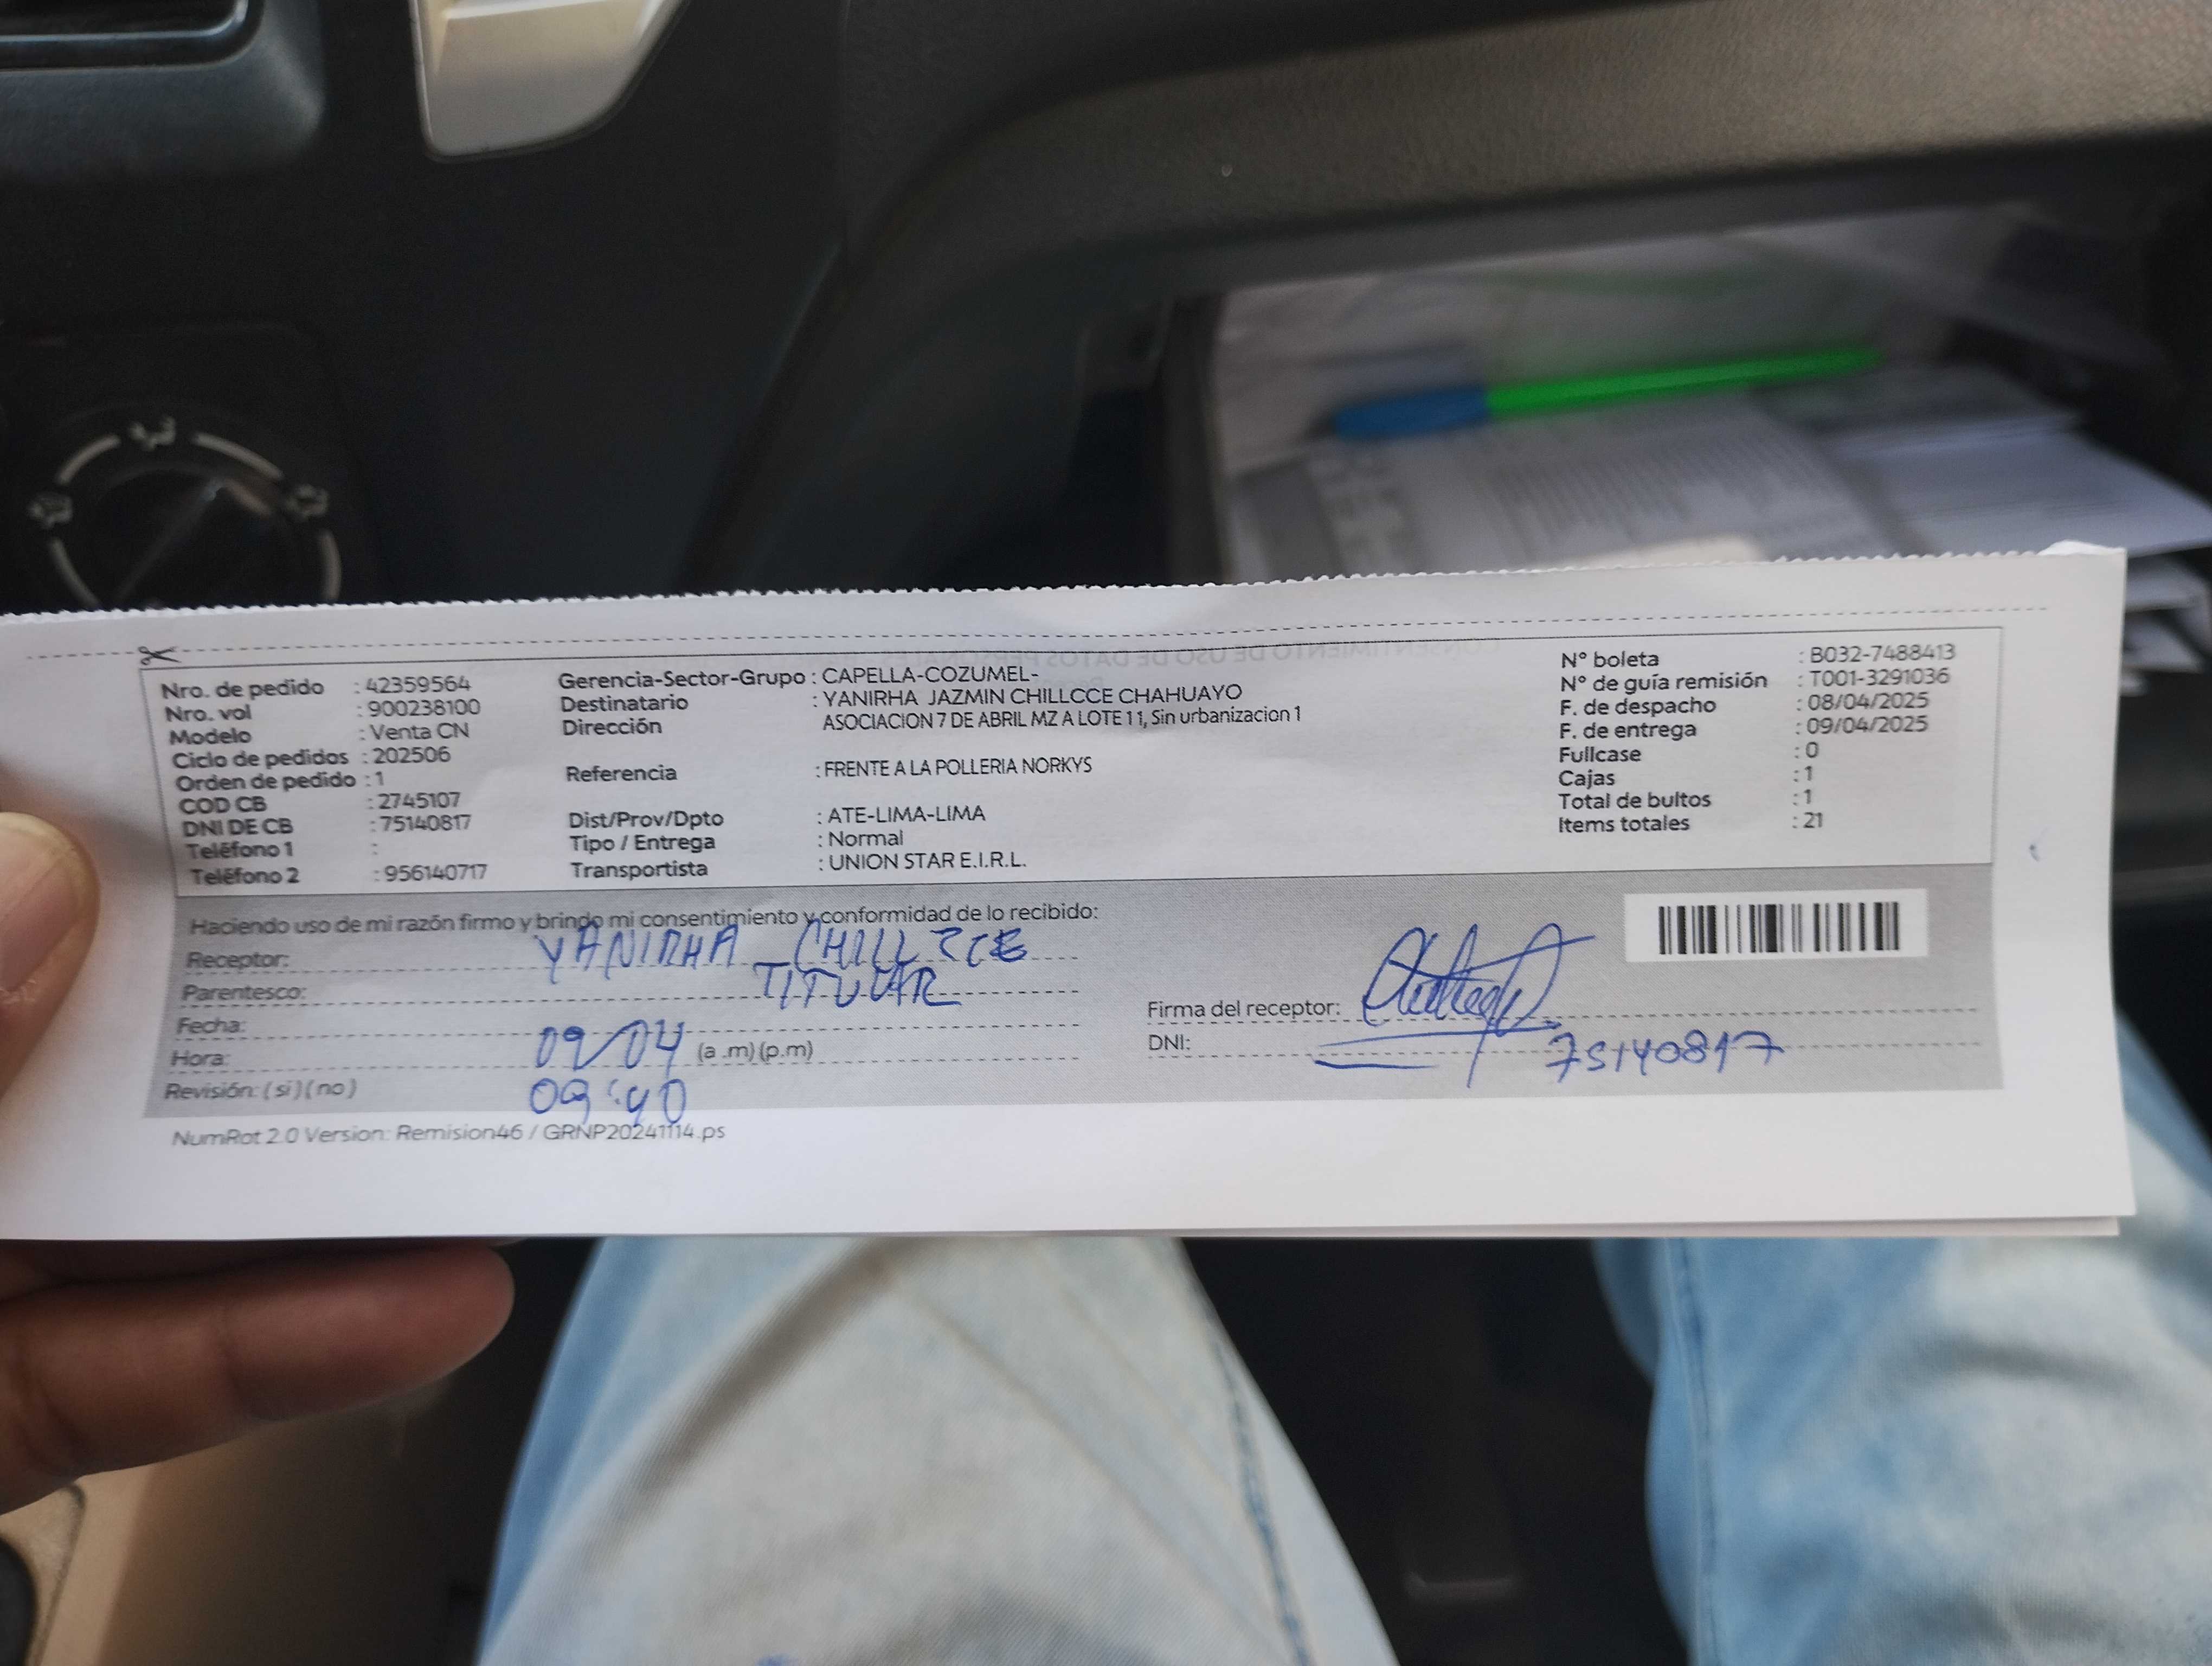 Nro. de pedido : 42359564
Nro. vol : 900238100
Modelo : Venta CN
Ciclo de pedidos : 202506
Orden de pedido : 1
COD CB : 2745107
DNI DE CB : 75140817
Teléfono 1 :
Teléfono 2 : 956140717
Gerencia-Sector-Grupo : CAPELLA-COZUMEL-
Destinatario : YANIRHA JAZMIN CHILLCCE CHAHUAYO
Dirección ASOCIACION 7 DE ABRIL MZ A LOTE 11, Sin urbanizacion 1
Referencia : FRENTE A LA POLLERIA NORKYS
Dist/Prov/Dpto : ATE-LIMA-LIMA
Tipo / Entrega : Normal
Transportista : UNION STAR E.I.R.L.
N° boleta : B032-7488413
N° de guía remisión : T001-3291036
F. de despacho : 08/04/2025
F. de entrega : 09/04/2025
Fullcase : 0
Cajas : 1
Total de bultos : 1
Items totales : 21
Haciendo uso de mi razón firmo y brindo mi consentimiento y conformidad de lo recibido:
Receptor: YANIRHA CHILLCCE
Parentesco: TITULAR
Fecha: 09/04
Hora: (a .m) (p.m)
Revisión: ( si ) ( no ) 09:40
Firma del receptor:
DNI: 75140817
NumRot 2.0 Version: Remision46 / GRNP20241114.ps